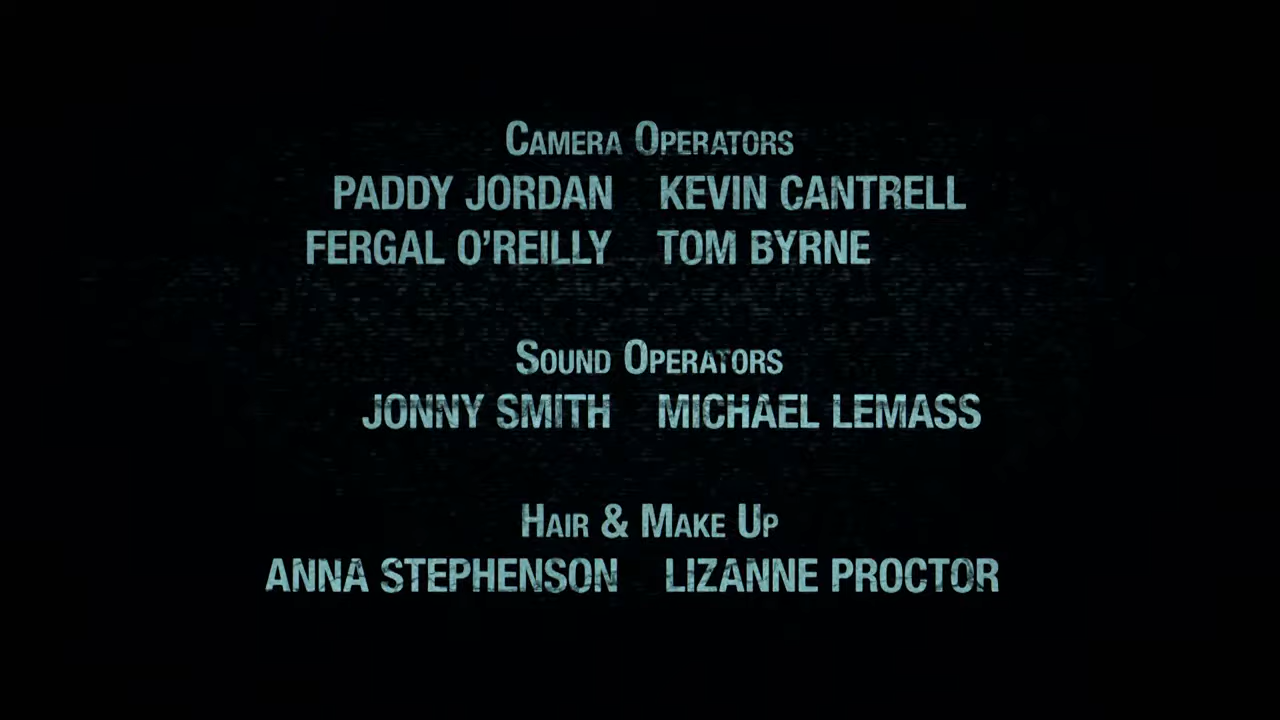 Camera Operators
PADDY JORDAN KEVIN CANTRELL
FERGAL O’REILLY TOM BYRNE
Sound Operators
JONNY SMITH MICHAEL LEMASS
Hair & Make Up
ANNA STEPHENSON LIZANNE PROCTOR